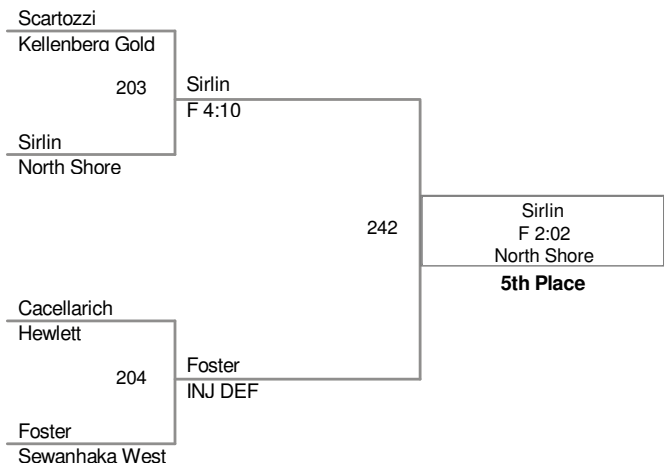 Scartozzi
Kellenberg Gold
203
Sirlin
F 4:10
Sirlin
North Shore
242
Sirlin
F 2:02
North Shore
5th Place
Cacellarich
Hewlett
204
Foster
INJ DEF
Foster
Sewanhaka West